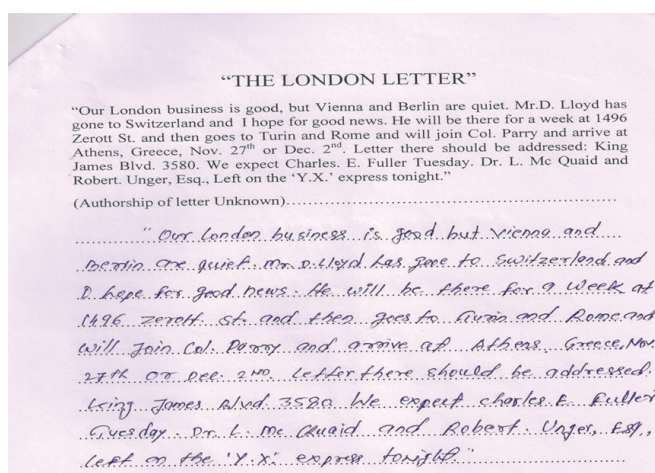 “THE LONDON LETTER”
“Our London business is good, but Vienna and Berlin are quiet. Mr.D. Lloyd has
gone to Switzerland and I hope for good news. He will be there for a week at 1496
Zerott St. and then goes to Turin and Rome and will join Col. Parry and arrive at
Athens, Greece, Nov. 27th or Dec. 2nd. Letter there should be addressed: King
James Blvd. 3580. We expect Charles. E. Fuller Tuesday. Dr. L. Mc Quaid and
Robert. Unger, Esq., Left on the ‘Y.X.’ express tonight.”
(Authorship of letter Unknown)......................................................................
" Our London business is good but Vienna and
Berlin are quiet. Mr. D. Lloyd has gone to Switzerland and
I hope for good news. He will be there for a week at
1496 Zerott. St. and then goes to Turin and Rome and
will Join Col. Parry and arrive at Athens, Greece, Nov.
27th or Dec. 2ND. Letter there should be addressed.
King James Blvd 3580 We expect charles E. Fuller
Tuesday. Dr. L. Mc Quaid and Robert. Unger, Esq.,
left on the 'Y.X.' express tonight"